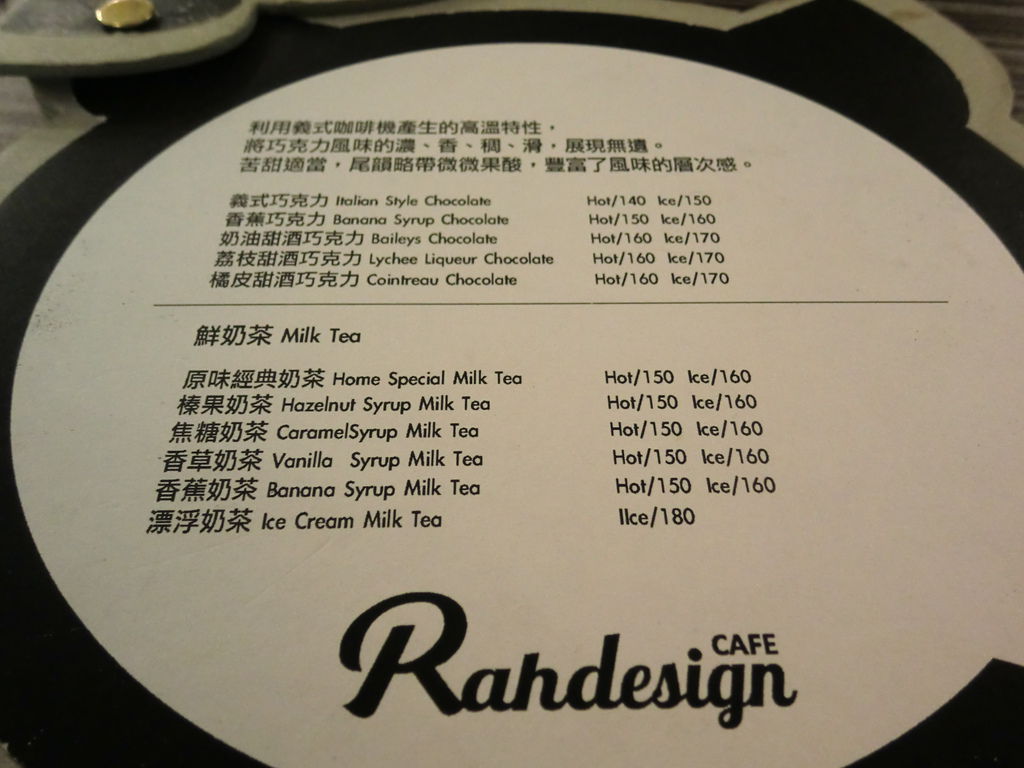 利用義式咖啡機產生的高溫特性，
將巧克力風味的濃、香、稠、滑，展現無遺。
苦甜適當，尾韻略帶微微果酸，豐富了風味的層次感。
義式巧克力 Italian Style Chocolate Hot/140 Ice/150
香蕉巧克力 Banana Syrup Chocolate Hot/150 Ice/160
奶油甜酒巧克力 Baileys Chocolate Hot/160 Ice/170
荔枝甜酒巧克力 Lychee Liqueur Chocolate Hot/160 Ice/170
橘皮甜酒巧克力 Cointreau Chocolate Hot/160 Ice/170
鮮奶茶 Milk Tea
原味經典奶茶 Home Special Milk Tea Hot/150 Ice/160
榛果奶茶 Hazelnut Syrup Milk Tea Hot/150 Ice/160
焦糖奶茶 CaramelSyrup Milk Tea Hot/150 Ice/160
香草奶茶 Vanilla Syrup Milk Tea Hot/150 Ice/160
香蕉奶茶 Banana Syrup Milk Tea Hot/150 Ice/160
漂浮奶茶 Ice Cream Milk Tea IIce/180
Rahdesign CAFE